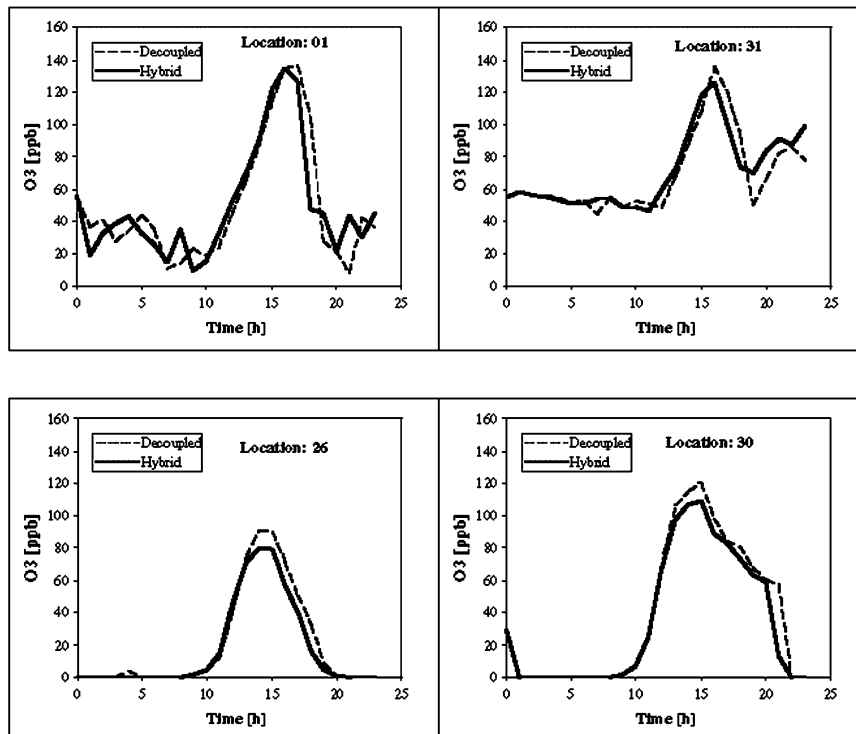 160
140
120
100
80
60
40
20
0
O3 [ppb]
Decoupled
Hybrid
Location: 01
0 5 10 15 20 25
Time [h]
160
140
120
100
80
60
40
20
0
O3 [ppb]
Decoupled
Hybrid
Location: 31
0 5 10 15 20 25
Time [h]
160
140
120
100
80
60
40
20
0
O3 [ppb]
Decoupled
Hybrid
Location: 26
0 5 10 15 20 25
Time [h]
160
140
120
100
80
60
40
20
0
O3 [ppb]
Decoupled
Hybrid
Location: 30
0 5 10 15 20 25
Time [h]